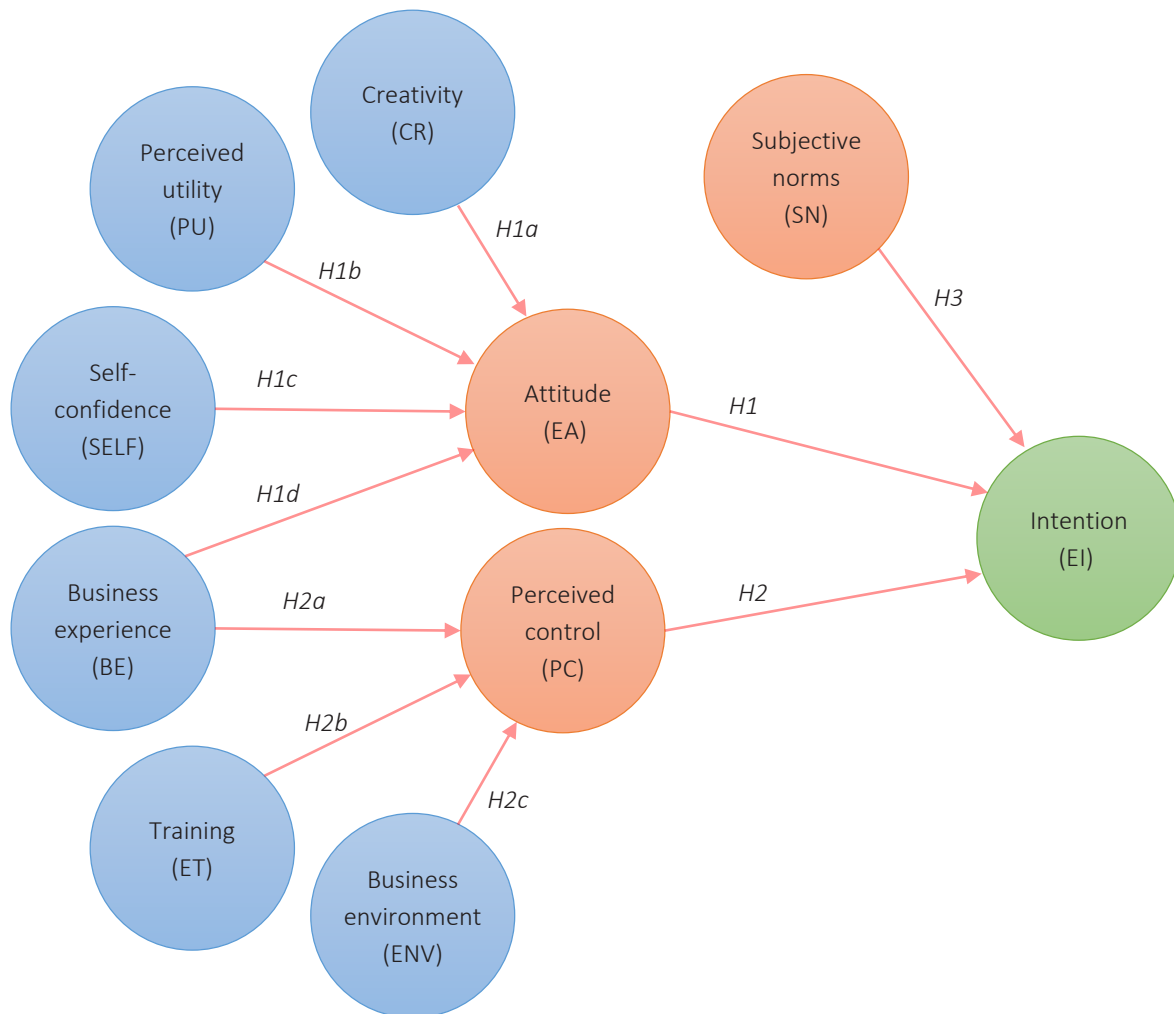 Creativity
(CR)
Perceived
utility
(PU)
Subjective
norms
(SN)
H1a
H1b
H3
Self-
confidence
(SELF)
H1c
Attitude
(EA)
H1
H1d
Intention
(EI)
Business
experience
(BE)
H2a
Perceived
control
(PC)
H2
H2b
H2c
Training
(ET)
Business
environment
(ENV)